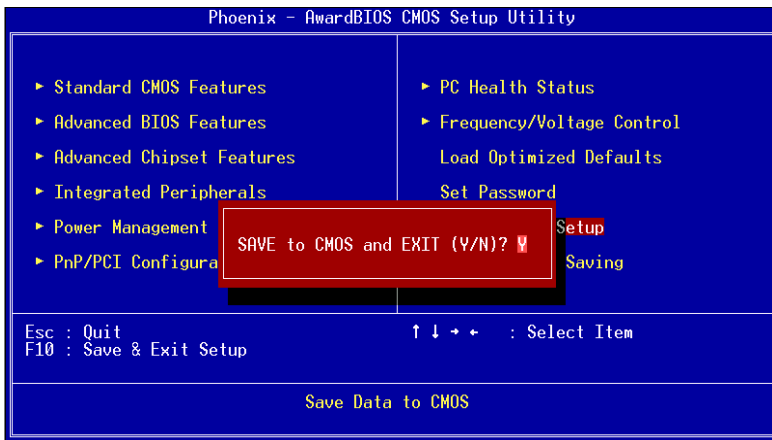 Phoenix - AwardBIOS CMOS Setup Utility
► Standard CMOS Features
► Advanced BIOS Features
► Advanced Chipset Features
► Integrated Peripherals
► Power Management
► PnP/PCI Configura
► PC Health Status
► Frequency/Voltage Control
Load Optimized Defaults
Set Password
Setup
Saving
SAVE to CMOS and EXIT (Y/N)? Y
Esc : Quit
F10 : Save & Exit Setup
↑ ↓ → ← : Select Item
Save Data to CMOS